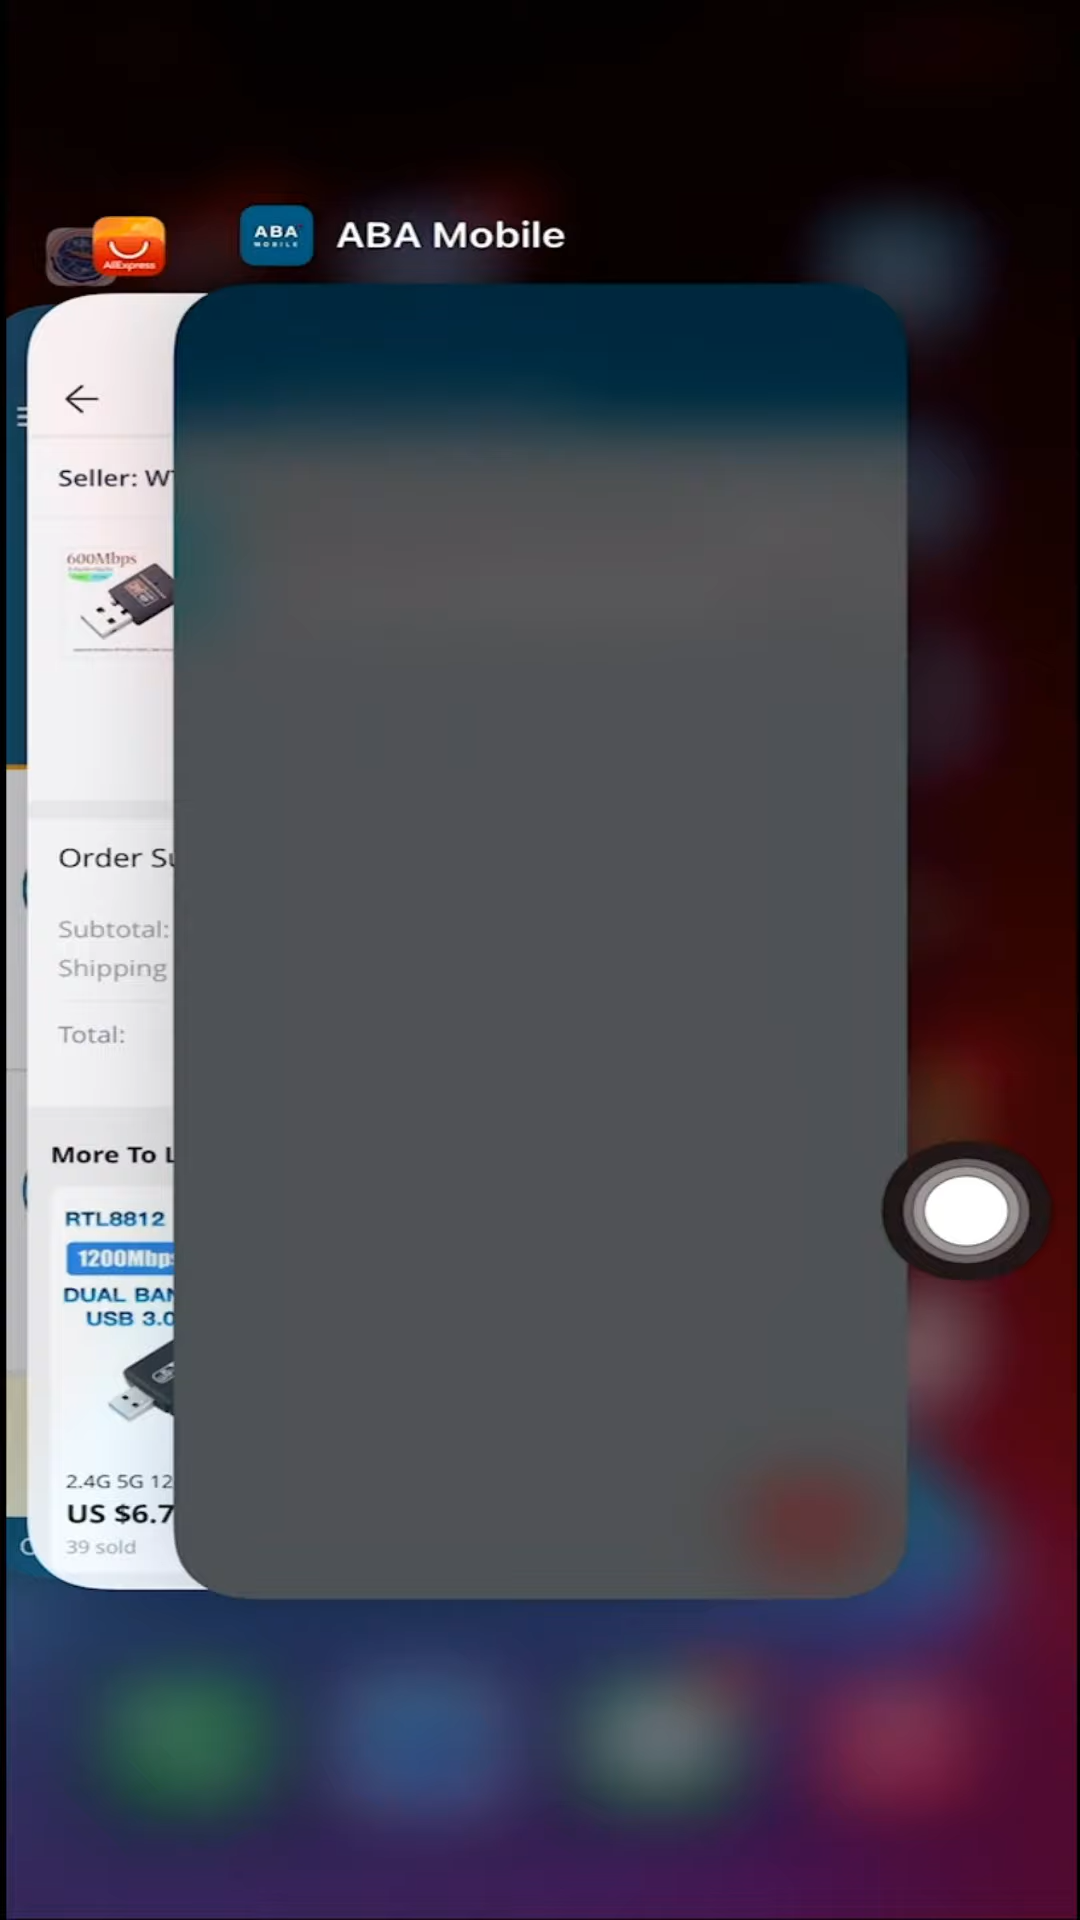 AliExpress
ABA
MOBILE
ABA Mobile
Seller: W
600Mbps
Order Su
Subtotal:
Shipping
Total:
More To L
RTL8812
1200Mbps
DUAL BAN
USB 3.0
2.4G 5G 12
US $6.7
39 sold